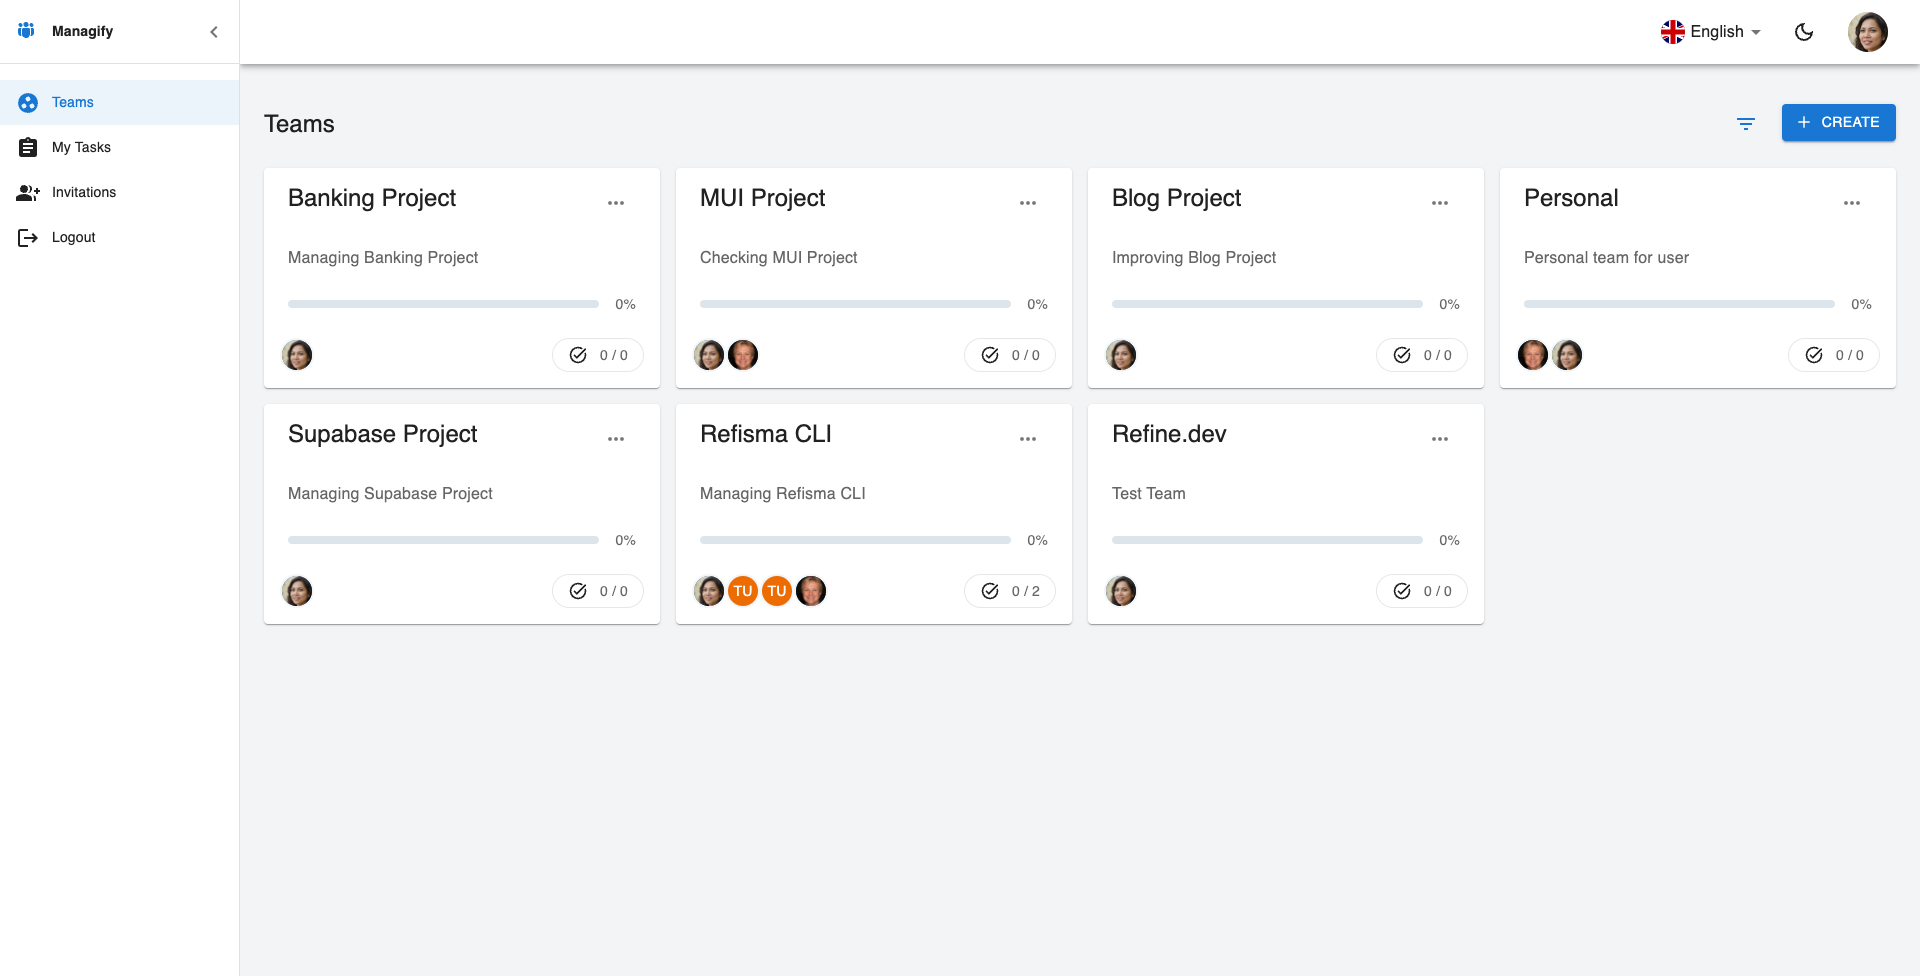 Managify
English
Teams
My Tasks
Invitations
Logout
Teams
CREATE
Banking Project
Managing Banking Project
0%
0 / 0
MUI Project
Checking MUI Project
0%
0 / 0
Blog Project
Improving Blog Project
0%
0 / 0
Personal
Personal team for user
0%
0 / 0
Supabase Project
Managing Supabase Project
0%
0 / 0
Refisma CLI
Managing Refisma CLI
0%
TU TU
0 / 2
Refine.dev
Test Team
0%
0 / 0